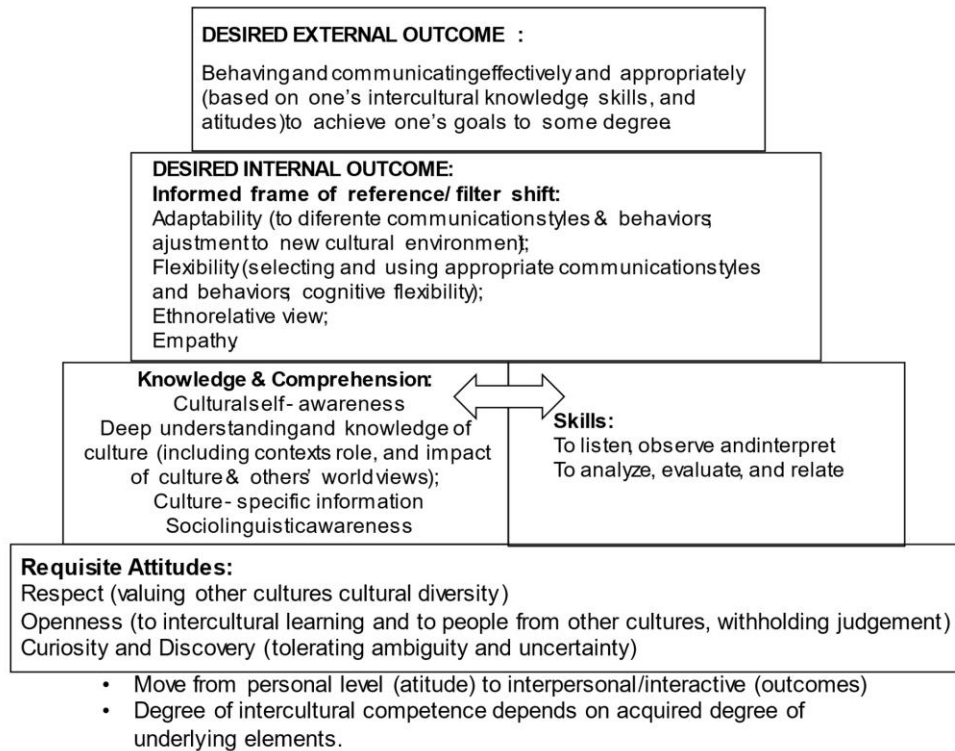 DESIRED EXTERNAL OUTCOME :
Behavingand communicatingeffectively and appropriately
(based on one's intercultural knowledge, skills, and
atitudes)to achieve one's goals to some degree.
DESIRED INTERNAL OUTCOME:
Informed frame of reference/ filter shift:
Adaptability (to diferente communicationstyles & behaviors;
ajustment to new cultural environment);
Flexibility (selecting and using appropriate communicationstyles
and behaviors; cognitive flexibility);
Ethnorelative view;
Empathy
Knowledge & Comprehension:
Culturalself- awareness
Deep understandingand knowledge of
culture (including contexts role, and impact
of culture & others' worldviews);
Culture- specific information
Sociolinguisticawareness
Skills:
To listen, observe andinterpret
To analyze, evaluate, and relate
Requisite Attitudes:
Respect (valuing other cultures cultural diversity)
Openness (to intercultural learning and to people from other cultures, withholding judgement)
Curiosity and Discovery (tolerating ambiguity and uncertainty)
• Move from personal level (atitude) to interpersonal/interactive (outcomes)
• Degree of intercultural competence depends on acquired degree of
underlying elements.